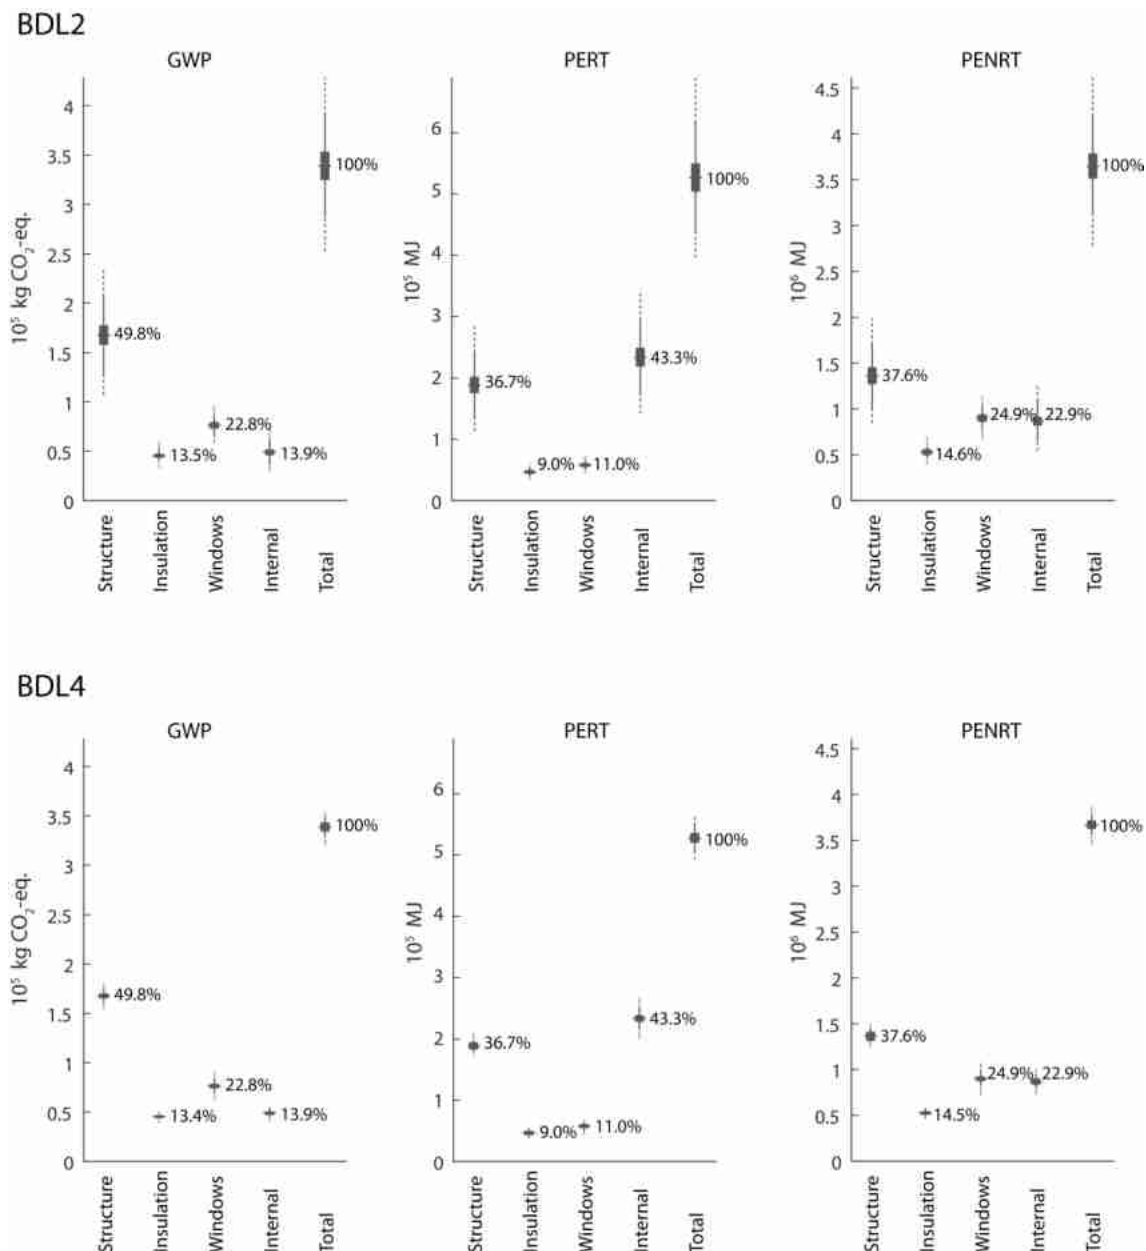 BDL2
GWP
PERT
PENRT
10⁵ kg CO₂-eq.
4
3.5
3
2.5
2
1.5
1
0.5
0
100%
49.8%
22.8%
13.5%
13.9%
Structure
Insulation
Windows
Internal
Total
10⁵ MJ
6
5
4
3
2
1
0
100%
43.3%
36.7%
9.0%
11.0%
Structure
Insulation
Windows
Internal
Total
10⁶ MJ
4.5
4
3.5
3
2.5
2
1.5
1
0.5
0
100%
37.6%
24.9%
22.9%
14.6%
Structure
Insulation
Windows
Internal
Total
BDL4
GWP
PERT
PENRT
10⁵ kg CO₂-eq.
4
3.5
3
2.5
2
1.5
1
0.5
0
100%
49.8%
22.8%
13.4%
13.9%
Structure
Insulation
Windows
Internal
Total
10⁵ MJ
6
5
4
3
2
1
0
100%
43.3%
36.7%
9.0%
11.0%
Structure
Insulation
Windows
Internal
Total
10⁶ MJ
4.5
4
3.5
3
2.5
2
1.5
1
0.5
0
100%
37.6%
24.9%
22.9%
14.5%
Structure
Insulation
Windows
Internal
Total